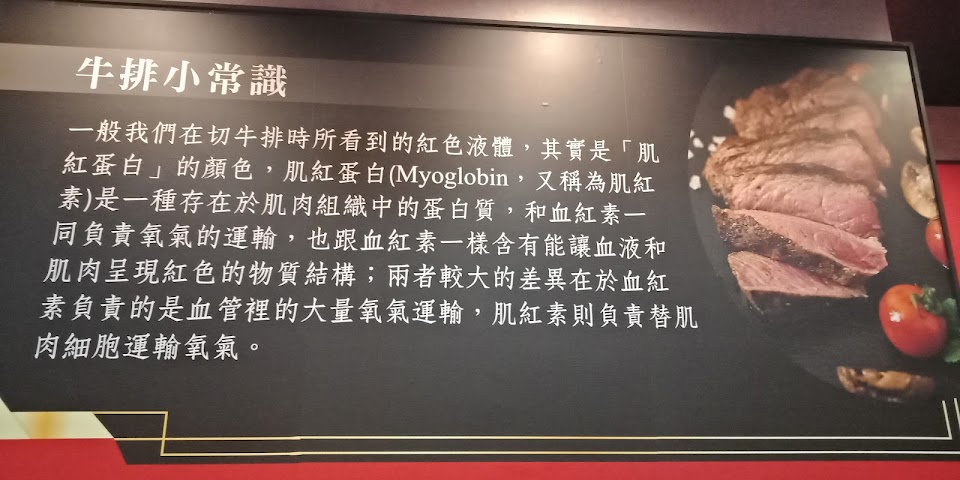 牛排小常識
一般我們在切牛排時所看到的紅色液體，其實是「肌
紅蛋白」的顏色，肌紅蛋白(Myoglobin，又稱為肌紅
素)是一種存在於肌肉組織中的蛋白質，和血紅素一
同負責氧氣的運輸，也跟血紅素一樣含有能讓血液和
肌肉呈現紅色的物質結構；兩者較大的差異在於血紅
素負責的是血管裡的大量氧氣運輸，肌紅素則負責替肌
肉細胞運輸氧氣。